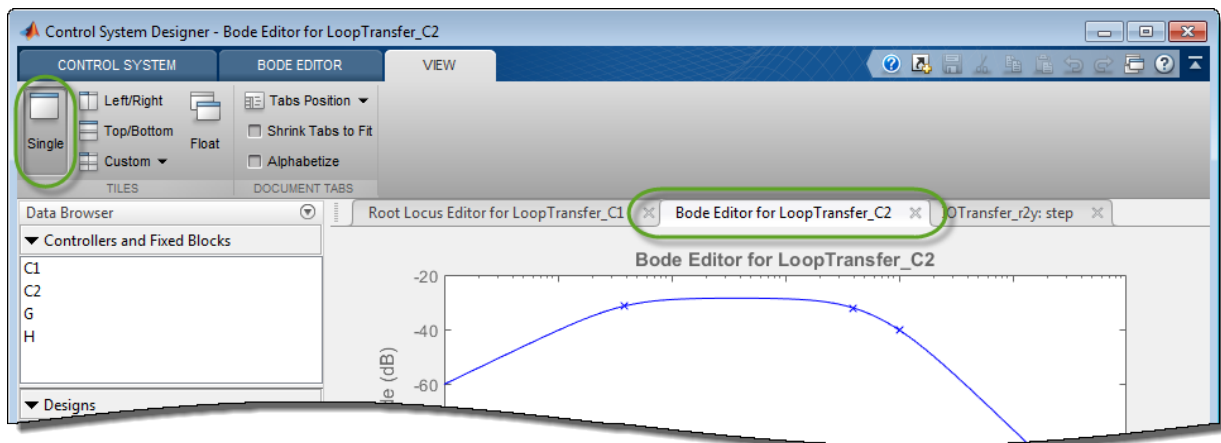 Control System Designer - Bode Editor for LoopTransfer_C2
CONTROL SYSTEM BODE EDITOR VIEW
Single
Left/Right
Top/Bottom
Custom
Float
TILES
Tabs Position
Shrink Tabs to Fit
Alphabetize
DOCUMENT TABS
Data Browser
Controllers and Fixed Blocks
C1
C2
G
H
Designs
Root Locus Editor for LoopTransfer_C1 Bode Editor for LoopTransfer_C2 IOTransfer_r2y: step
Bode Editor for LoopTransfer_C2
-20
-40
-60
(dB)